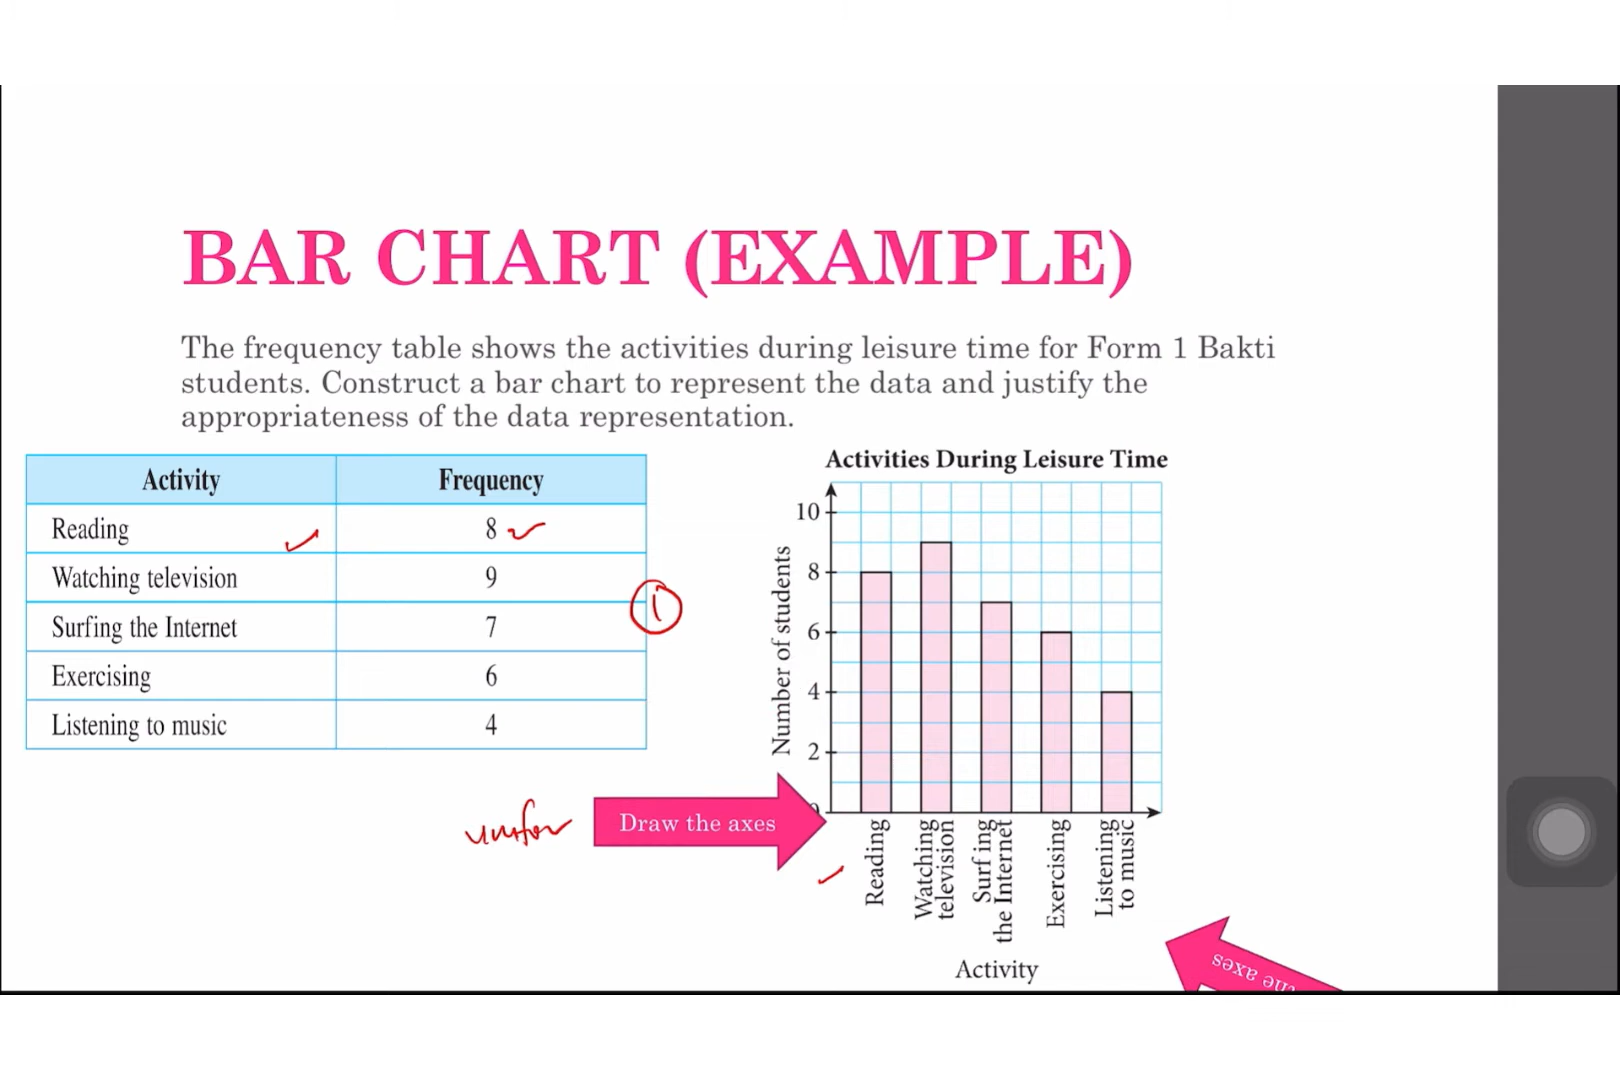 BAR CHART (EXAMPLE)
The frequency table shows the activities during leisure time for Form 1 Bakti
students. Construct a bar chart to represent the data and justify the
appropriateness of the data representation.
Activity Frequency
Reading 8
Watching television 9
Surfing the Internet 7
Exercising 6
Listening to music 4
1
Draw the axes
Activities During Leisure Time
Number of students
10
8
6
4
2
Reading
Watching
television
Surf ing
the Internet
Exercising
Listening
to music
Activity
the axes